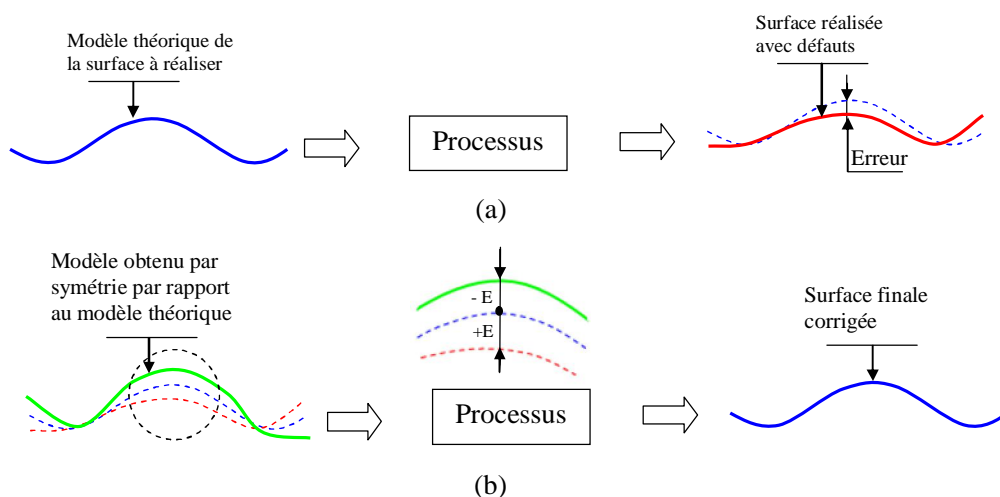 Modèle théorique de
la surface à réaliser
Processus
Surface réalisée
avec défauts
Erreur
(a)
Modèle obtenu par
symétrie par rapport
au modèle théorique
- E
+E
Processus
Surface finale
corrigée
(b)